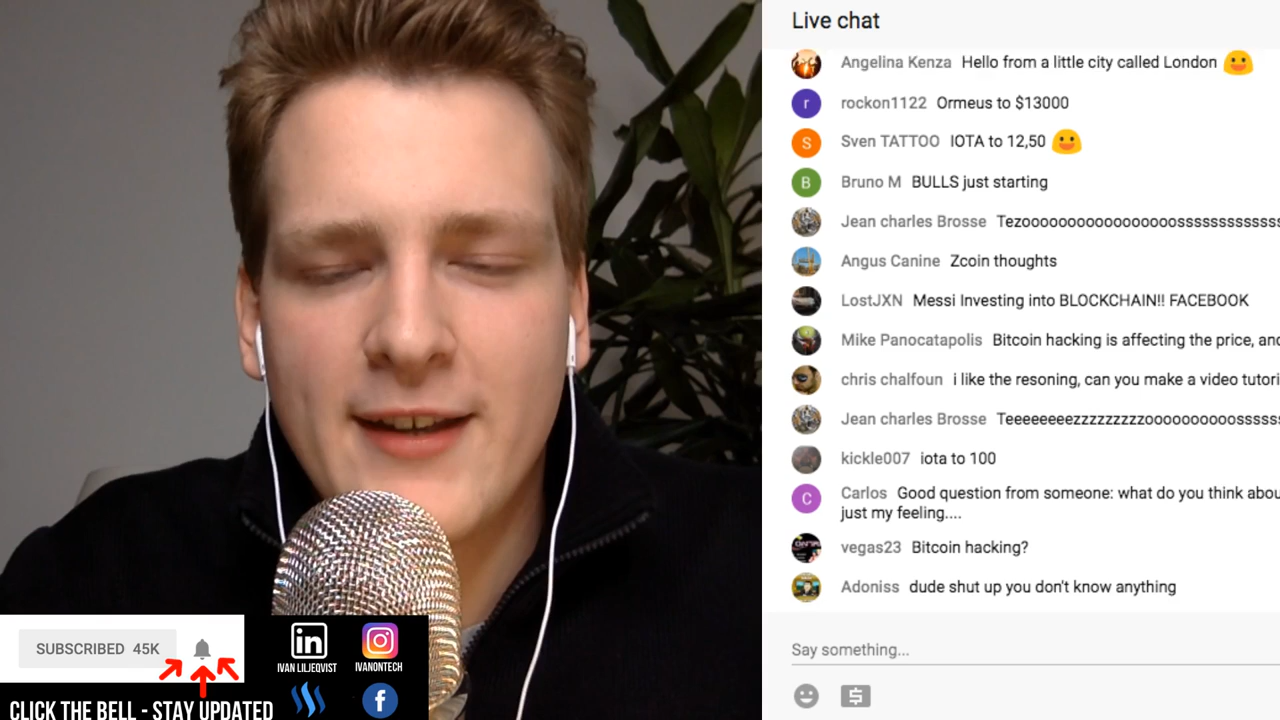 Live chat
Angelina Kenza Hello from a little city called London
r rockon1122 Ormeus to $13000
S Sven TATTOO IOTA to 12,50
B Bruno M BULLS just starting
Jean charles Brosse Tezooooooooooooooooosssssssssssss
Angus Canine Zcoin thoughts
LostJXN Messi Investing into BLOCKCHAIN!! FACEBOOK
Mike Panocatapolis Bitcoin hacking is affecting the price, and
chris chalfoun i like the resoning, can you make a video tutori
Jean charles Brosse Teeeeeeeezzzzzzzzzoooooooooosssss
kickle007 iota to 100
C Carlos Good question from someone: what do you think abou
just my feeling....
vegas23 Bitcoin hacking?
Adoniss dude shut up you don't know anything
Say something...
SUBSCRIBED 45K
CLICK THE BELL - STAY UPDATED
in
IVAN LILJEQVIST
IVANONTECH
f